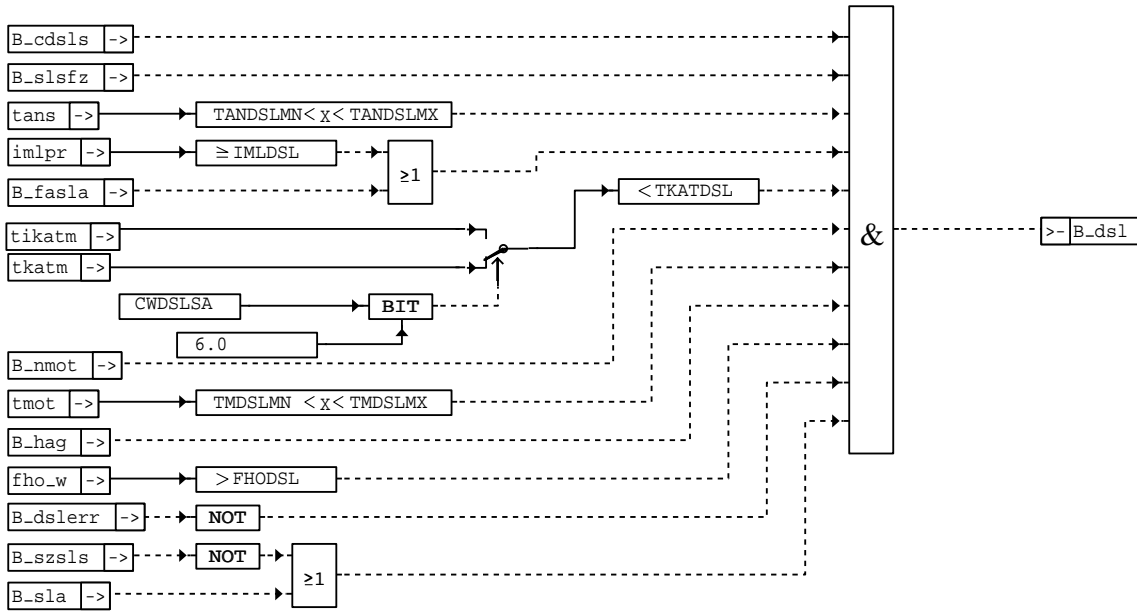 B_cdsls ->
B_slsfz ->
tans -> TANDSLMN < x < TANDSLMX
imlpr -> ≥ IMLDSL
≥1
B_fasla ->
< TKATDSL
tikatm ->
& >- B_dsl
tkatm ->
CWDSLSA BIT
6.0
B_nmot ->
tmot -> TMDSLMN < x < TMDSLMX
B_hag ->
fho_w -> > FHODSL
B_dslerr -> NOT
B_szsls -> NOT
≥1
B_sla ->